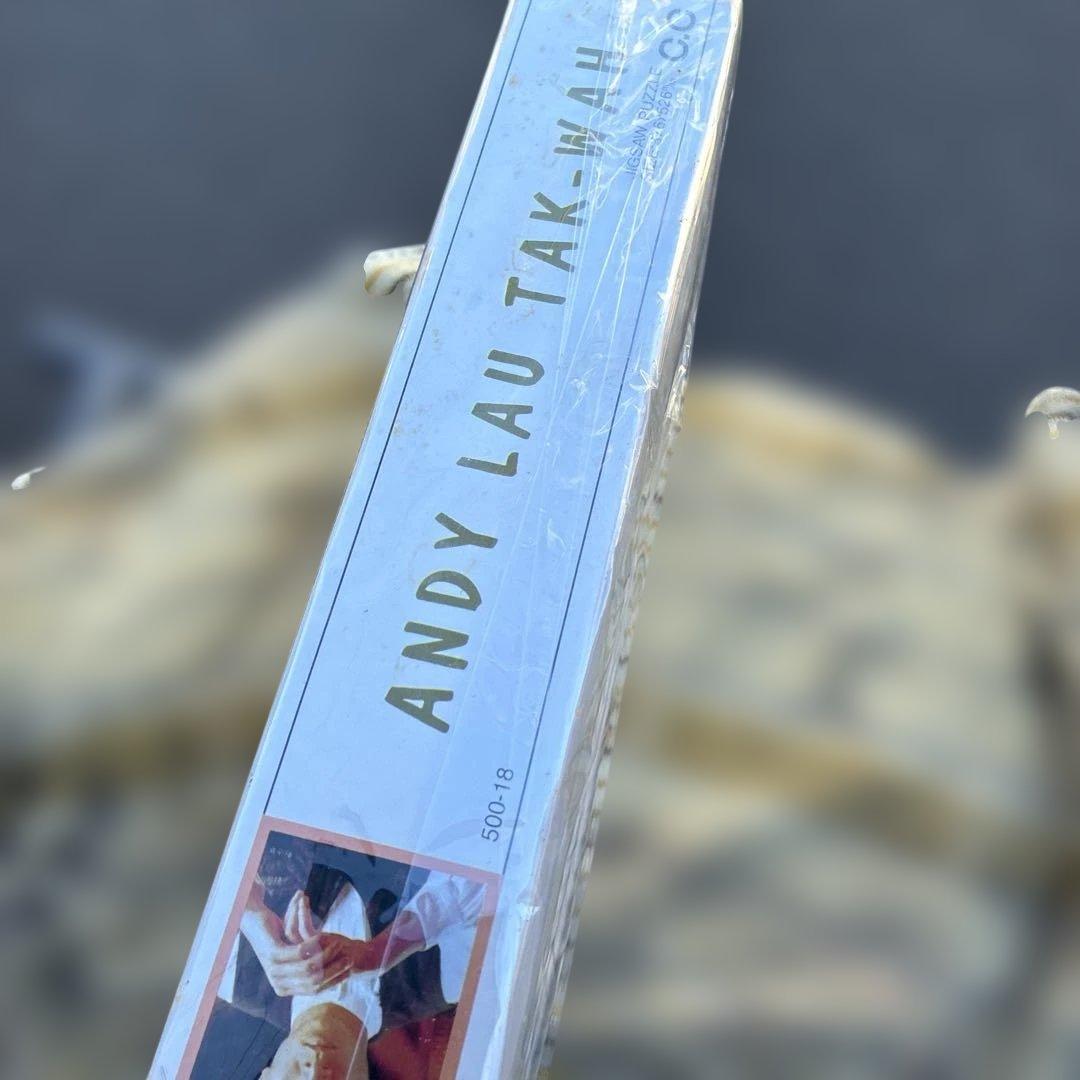 ANDY LAU TAK-WAH
500-18
JIGSAW PUZZLE
C.C